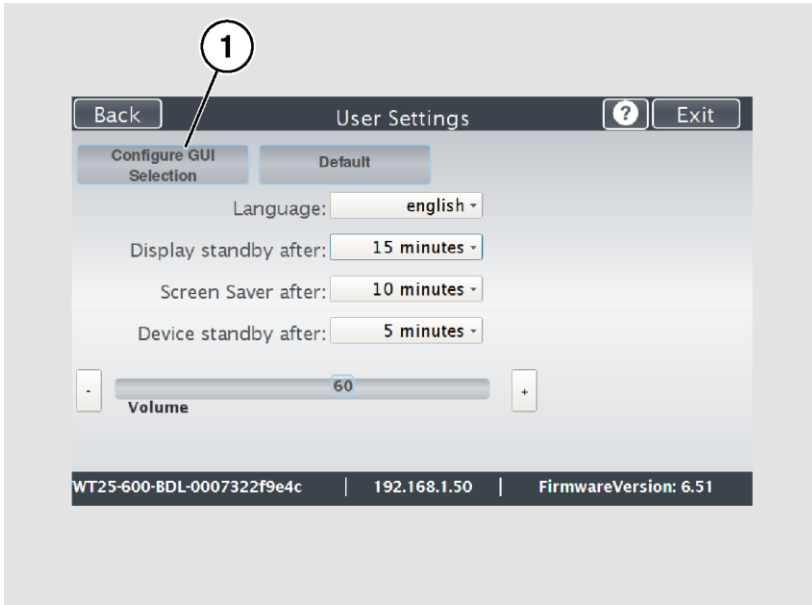 1
Back User Settings ? Exit
Configure GUI
Selection
Default
Language: english
Display standby after: 15 minutes
Screen Saver after: 10 minutes
Device standby after: 5 minutes
- 60 +
Volume
WT25-600-BDL-0007322f9e4c | 192.168.1.50 | FirmwareVersion: 6.51